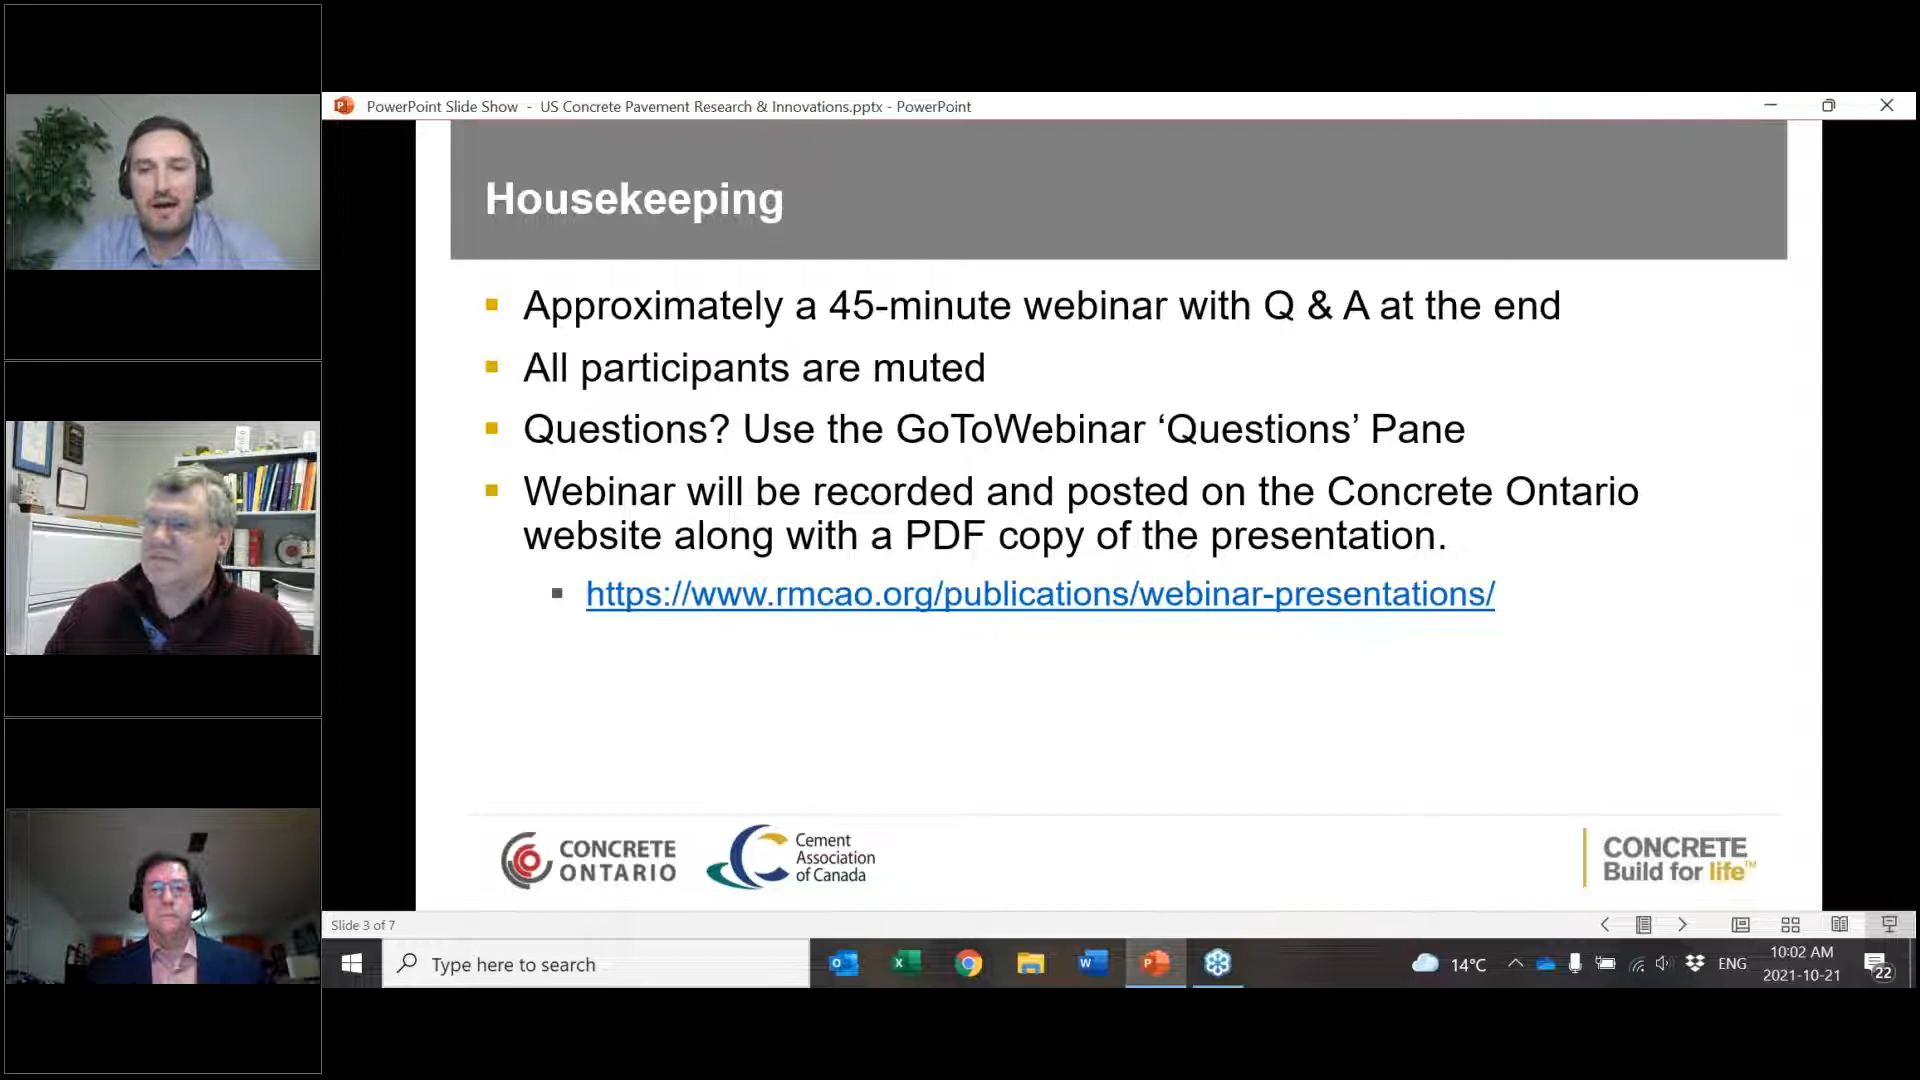 PowerPoint Slide Show - US Concrete Pavement Research & Innovations.pptx - PowerPoint
Housekeeping
Approximately a 45-minute webinar with Q & A at the end
All participants are muted
Questions? Use the GoToWebinar ‘Questions’ Pane
Webinar will be recorded and posted on the Concrete Ontario
website along with a PDF copy of the presentation.
https://www.rmcao.org/publications/webinar-presentations/
CONCRETE
ONTARIO
Cement
Association
of Canada
CONCRETE
Build for life™
Slide 3 of 7
Type here to search
14°C
ENG
10:02 AM
2021-10-21
22